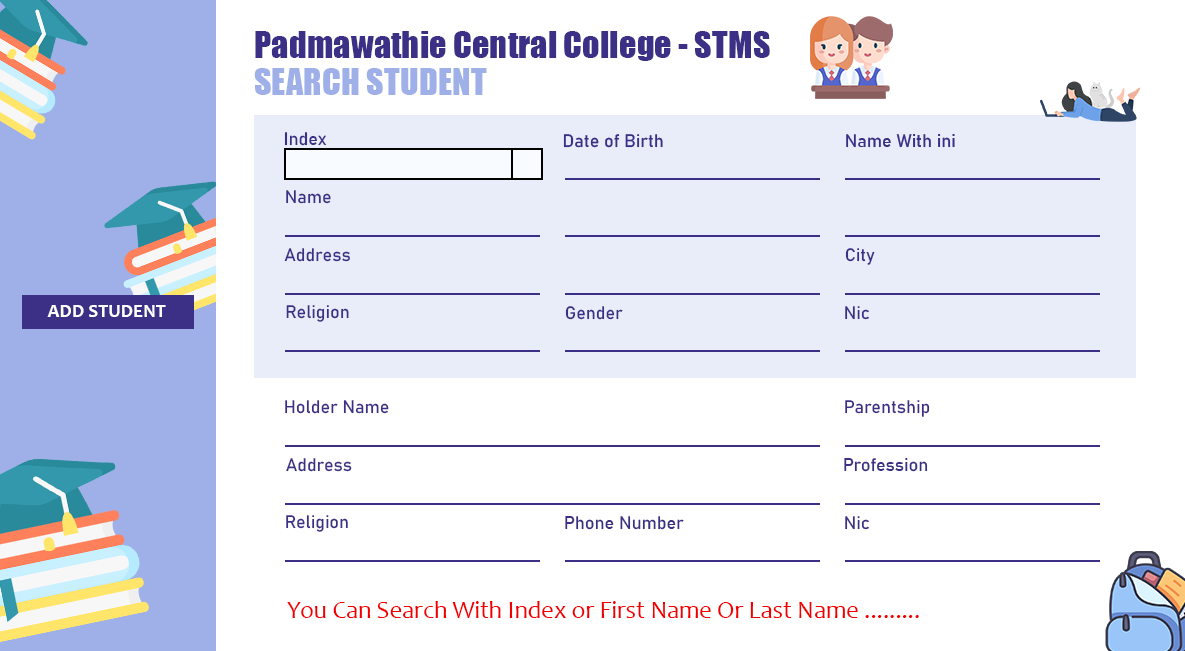 Padmawathie Central College - STMS
SEARCH STUDENT
Index
Date of Birth
Name With ini
Name
Address
City
Religion
Gender
Nic
ADD STUDENT
Holder Name
Parentship
Address
Profession
Religion
Phone Number
Nic
You Can Search With Index or First Name Or Last Name .........